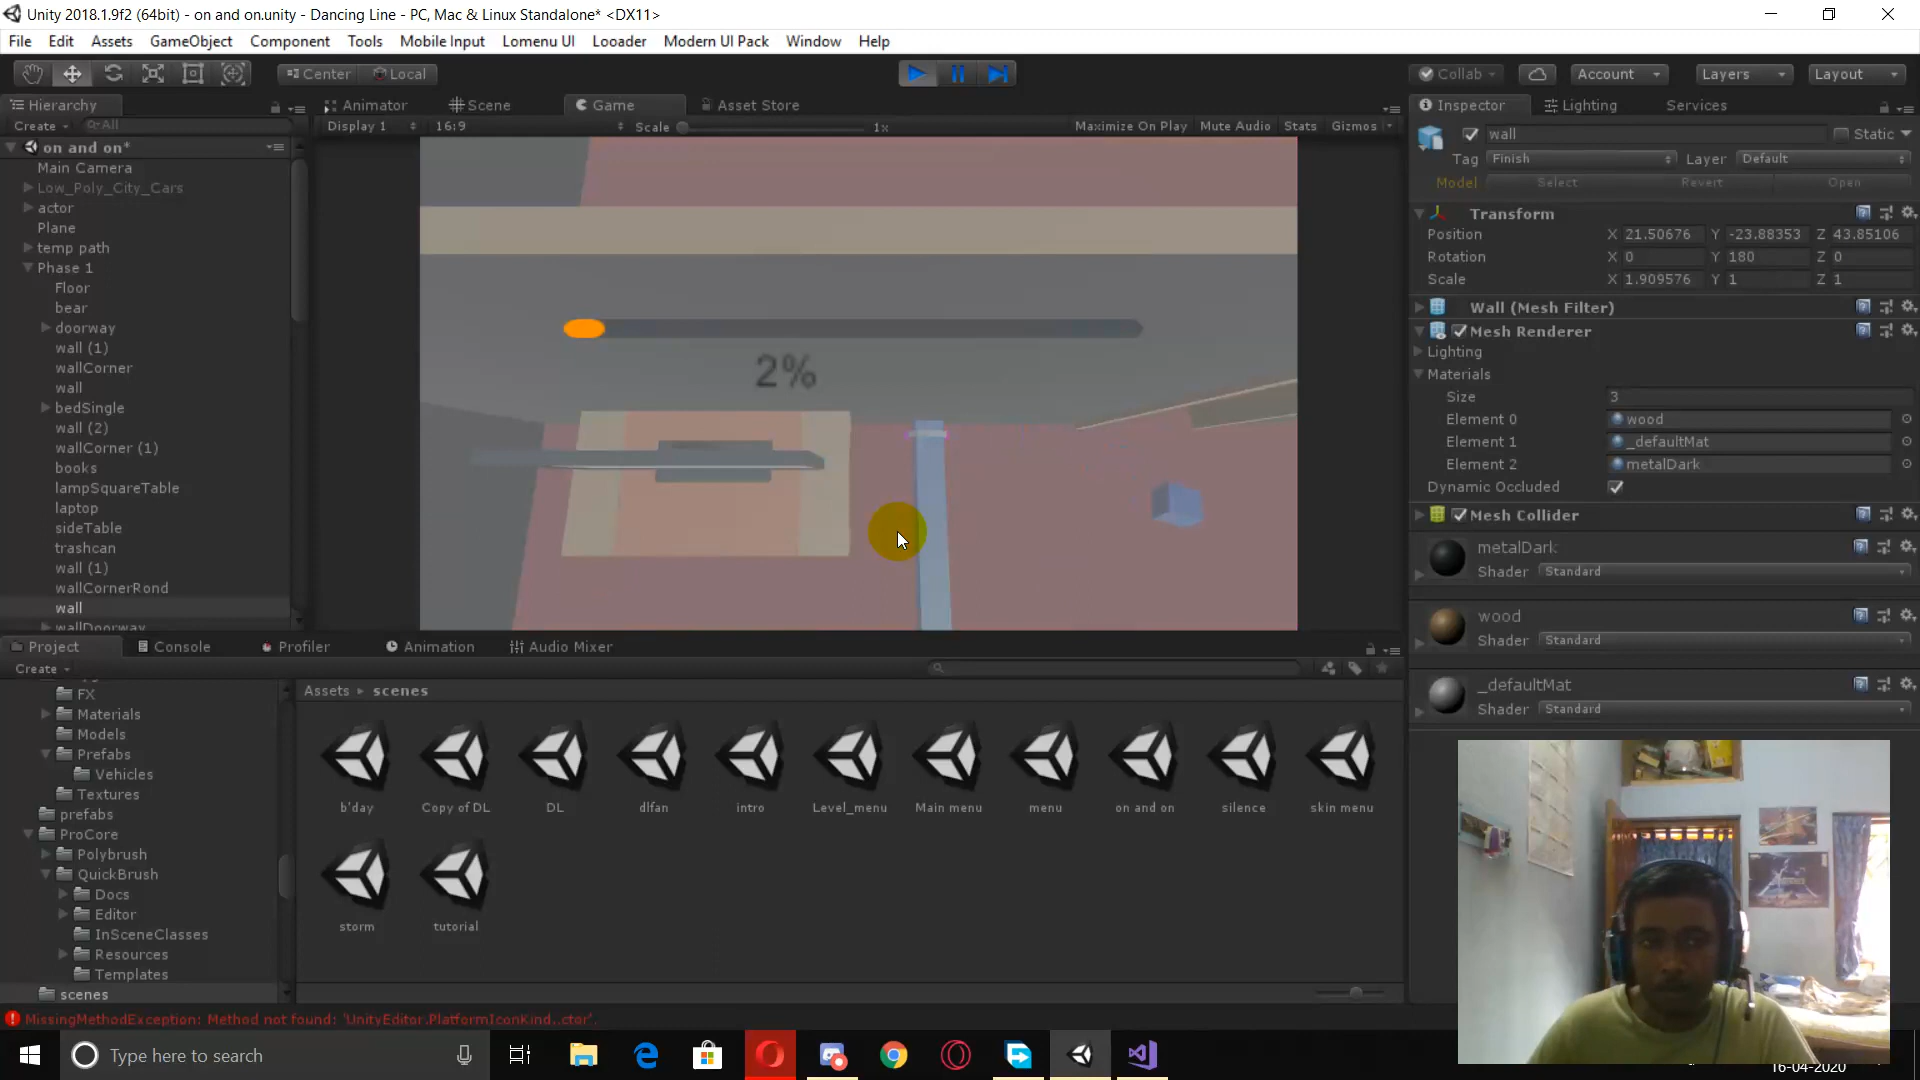 Unity 2018.1.9f2 (64bit) - on and on.unity - Dancing Line - PC, Mac & Linux Standalone* <DX11>
File Edit Assets GameObject Component Tools Mobile Input Lomenu UI Looader Modern UI Pack Window Help
Center Local Collab Account Layers Layout
Hierarchy Animator Scene Game Asset Store Inspector Lighting Services
Create All Display 1 16:9 Scale 1x Maximize On Play Mute Audio Stats Gizmos
on and on*
Main Camera
Low_Poly_City_Cars
actor
Plane
temp path
Phase 1
Floor
bear
doorway
wall (1)
wallCorner
wall
bedSingle
wall (2)
wallCorner (1)
books
lampSquareTable
laptop
sideTable
trashcan
wall (1)
wallCornerRond
wall
wallDoorway
2%
wall Static
Tag Finish Layer Default
Model Select Revert Open
Transform
Position X 21.50676 Y -23.88353 Z 43.85106
Rotation X 0 Y 180 Z 0
Scale X 1.909576 Y 1 Z 1
Wall (Mesh Filter)
Mesh Renderer
Lighting
Materials
Size 3
Element 0 wood
Element 1 _defaultMat
Element 2 metalDark
Dynamic Occluded
Mesh Collider
metalDark
Shader Standard
wood
Shader Standard
_defaultMat
Shader Standard
Project Console Profiler Animation Audio Mixer
Create
FX
Materials
Models
Prefabs
Vehicles
Textures
prefabs
ProCore
Polybrush
QuickBrush
Docs
Editor
InSceneClasses
Resources
Templates
scenes
Assets ▸ scenes
b'day Copy of DL DL dlfan intro Level_menu Main menu menu on and on silence skin menu
storm tutorial
MissingMethodException: Method not found: 'UnityEditor.PlatformIconKind..ctor'.
Type here to search
16-04-2020